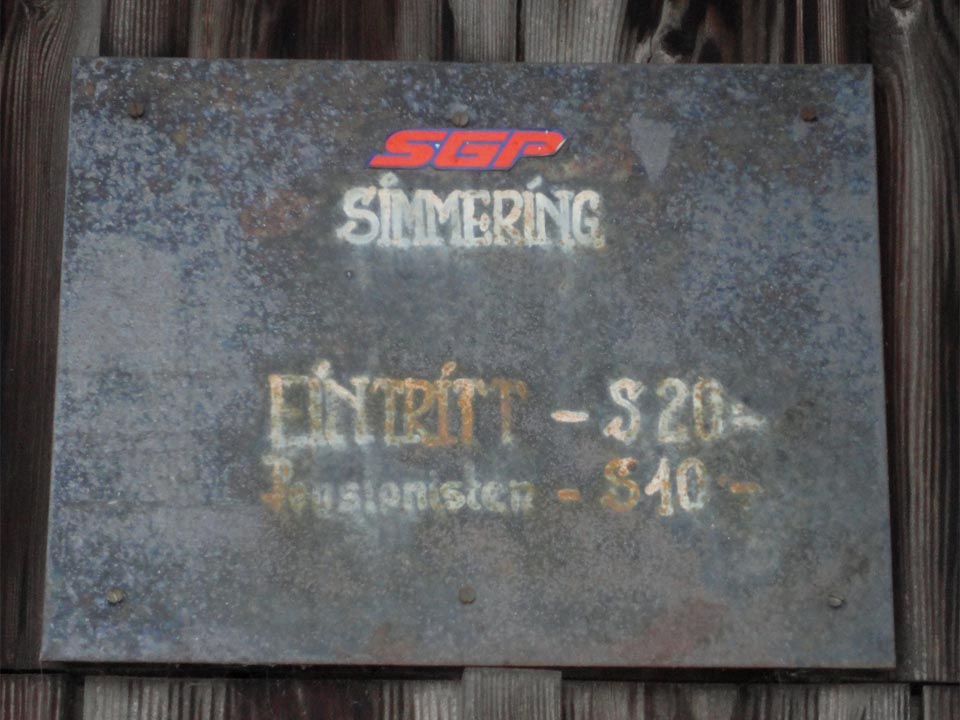 SGP
SIMMERING
EINTRITT - S 20.-
Pensionisten - S 10.-